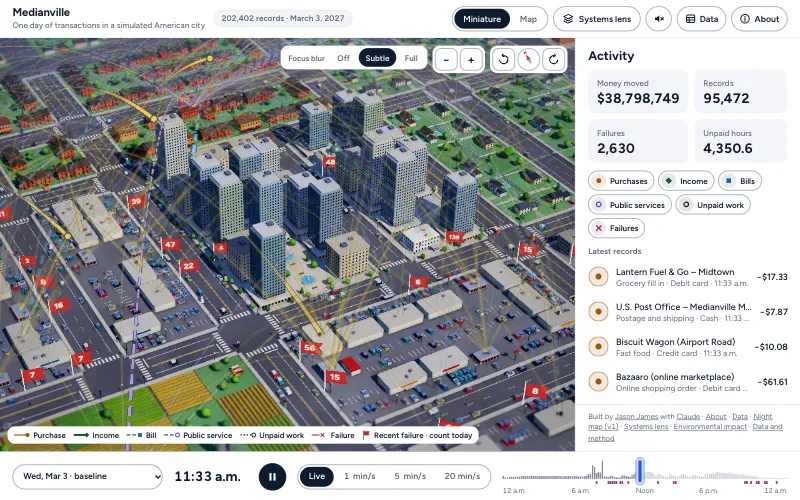 Medianville
One day of transactions in a simulated American city
202,402 records · March 3, 2027
Miniature
Map
Systems lens
Data
About
Focus blur
Off
Subtle
Full
−
+
Activity
Money moved
$38,798,749
Records
95,472
Failures
2,630
Unpaid hours
4,350.6
Purchases
Income
Bills
Public services
Unpaid work
Failures
Latest records
Lantern Fuel & Go – Midtown
Grocery fill in · Debit card · 11:33 a.m.
-$17.33
U.S. Post Office – Medianville M...
Postage and shipping · Cash · 11:33 ...
-$7.87
Biscuit Wagon (Airport Road)
Fast food · Credit card · 11:33 a.m.
-$10.08
Bazaaro (online marketplace)
Online shopping order · Debit card ...
-$61.61
Built by Jason James with Claude · About · Data · Night
map (v1) · Systems lens · Environmental impact · Data and
method
48
39
47
4
22
139
15
6
16
56
15
7
7
8
Purchase
Income
Bill
Public service
Unpaid work
Failure
Recent failure · count today
Wed, Mar 3 · baseline
11:33 a.m.
Live
1 min/s
5 min/s
20 min/s
12 a.m.
6 a.m.
Noon
6 p.m.
12 a.m.